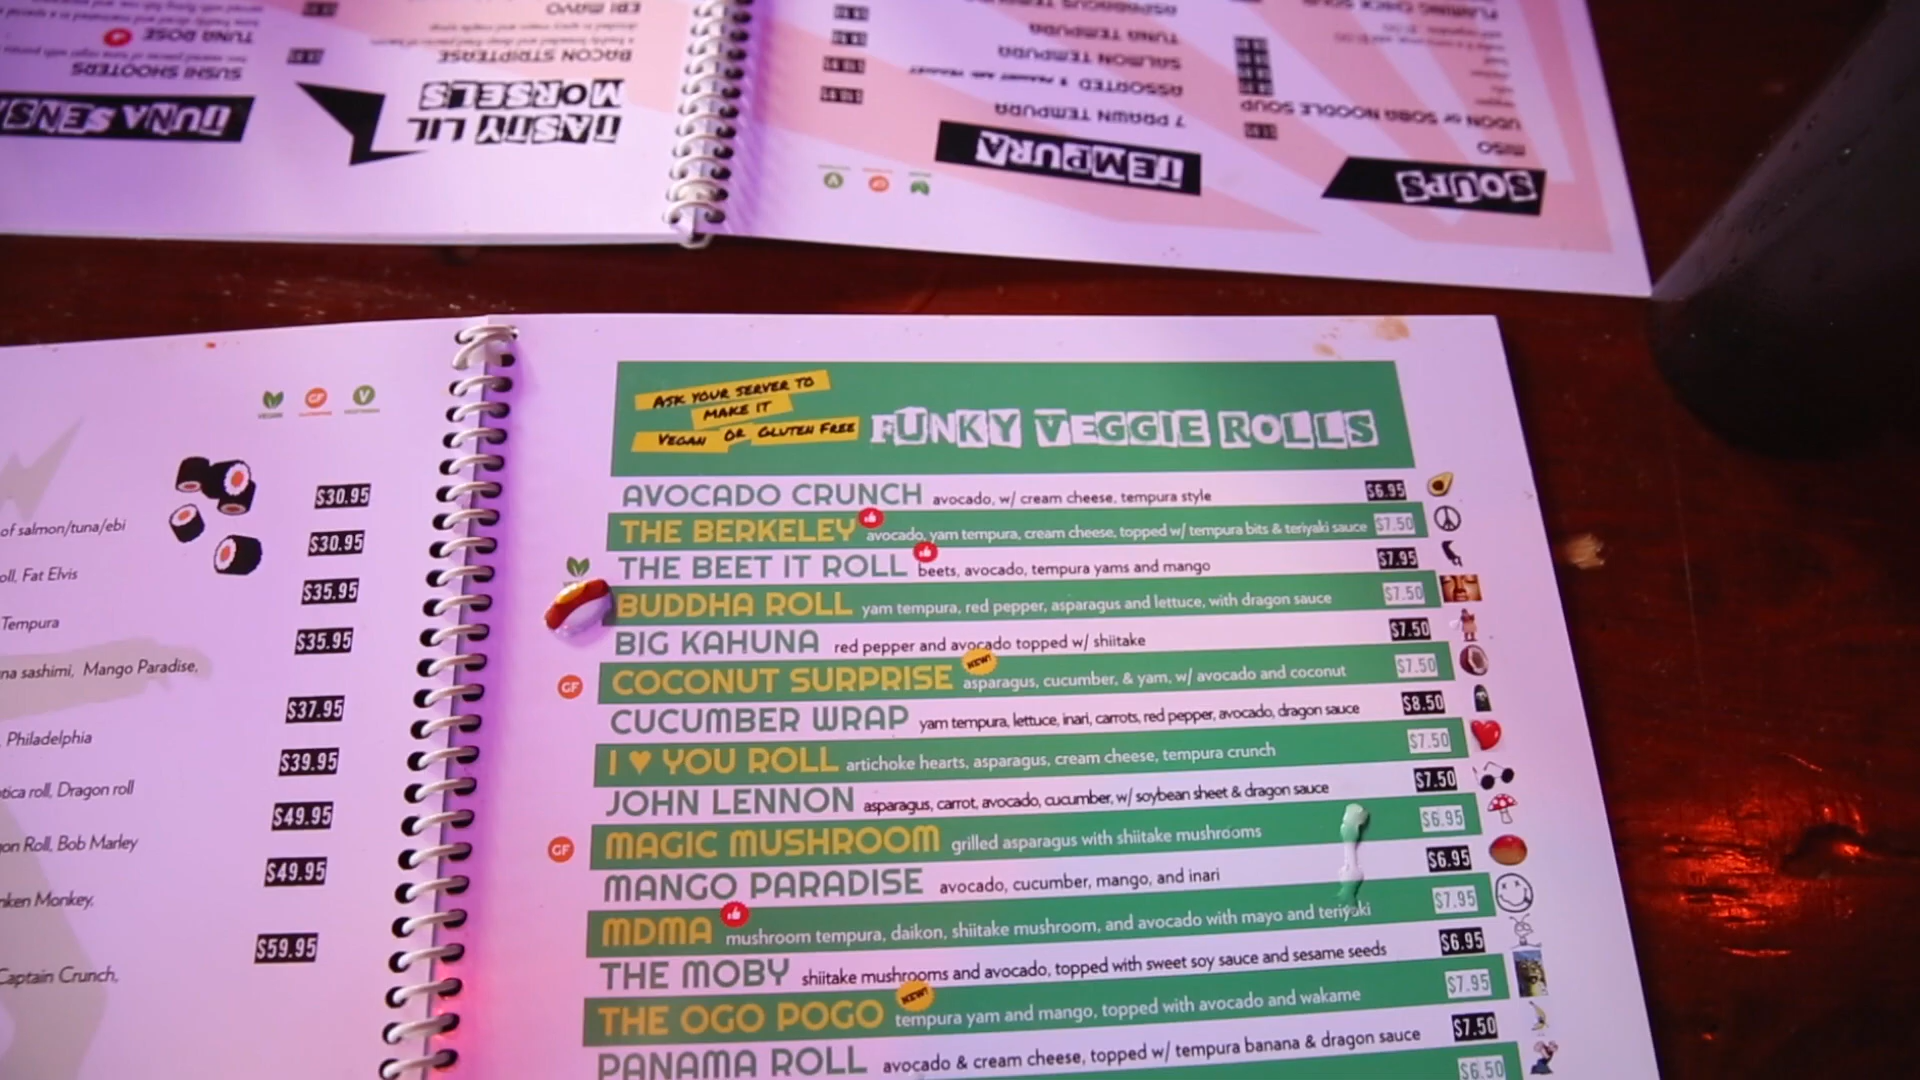 SOUPS
MISO
UDON OR SOBA NOODLE SOUP
TEMPURA
7 PRAWN TEMPURA
ASSORTED
SALMON TEMPURA
TUNA TEMPURA
ASPARAGUS TEMPURA
TASTY LIL
MORSELS
BACON STRIPTEASE
EBI MAYO
TUNA SENS
SUSHI SHOOTERS
TUNA ROSE
VEGAN GF V
$30.95
of salmon/tuna/ebi
$30.95
oll, Fat Elvis
$35.95
Tempura
$35.95
na sashimi, Mango Paradise,
$37.95
, Philadelphia
$39.95
tica roll, Dragon roll
$49.95
on Roll, Bob Marley
$49.95
nken Monkey,
$59.95
Captain Crunch,
ASK YOUR SERVER TO
MAKE IT
VEGAN OR GLUTEN FREE
FUNKY VEGGIE ROLLS
AVOCADO CRUNCH avocado, w/ cream cheese, tempura style $6.95
THE BERKELEY avocado, yam tempura, cream cheese, topped w/ tempura bits & teriyaki sauce $7.50
THE BEET IT ROLL beets, avocado, tempura yams and mango $7.95
BUDDHA ROLL yam tempura, red pepper, asparagus and lettuce, with dragon sauce $7.50
BIG KAHUNA red pepper and avocado topped w/ shiitake $7.50
GF COCONUT SURPRISE NEW! asparagus, cucumber, & yam, w/ avocado and coconut $7.50
CUCUMBER WRAP yam tempura, lettuce, inari, carrots, red pepper, avocado, dragon sauce $8.50
I ♥ YOU ROLL artichoke hearts, asparagus, cream cheese, tempura crunch $7.50
JOHN LENNON asparagus, carrot, avocado, cucumber, w/ soybean sheet & dragon sauce $7.50
GF MAGIC MUSHROOM grilled asparagus with shiitake mushrooms $6.95
MANGO PARADISE avocado, cucumber, mango, and inari $6.95
MDMA mushroom tempura, daikon, shiitake mushroom, and avocado with mayo and teriyaki $7.95
THE MOBY shiitake mushrooms and avocado, topped with sweet soy sauce and sesame seeds $6.95
THE OGO POGO NEW! tempura yam and mango, topped with avocado and wakame $7.95
PANAMA ROLL avocado & cream cheese, topped w/ tempura banana & dragon sauce $7.50
$6.50